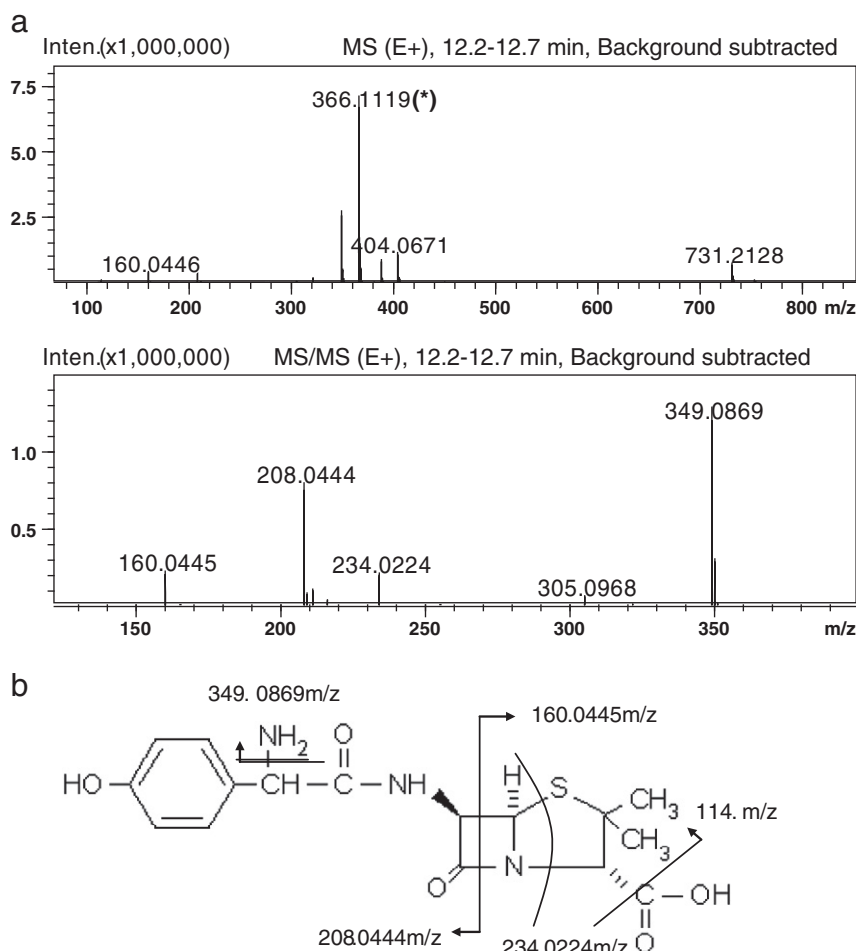 a
Inten.(x1,000,000) MS (E+), 12.2-12.7 min, Background subtracted
7.5
366.1119(*)
5.0
2.5
404.0671
731.2128
160.0446
100 200 300 400 500 600 700 800 m/z
Inten.(x1,000,000) MS/MS (E+), 12.2-12.7 min, Background subtracted
349.0869
1.0
208.0444
0.5
160.0445
234.0224
305.0968
150 200 250 300 350 m/z
b
349. 0869m/z
160.0445m/z
NH2 O
H S
HO CH C NH CH3
114. m/z
CH3
N
O
C OH
208.0444m/z
234.0224m/z
O